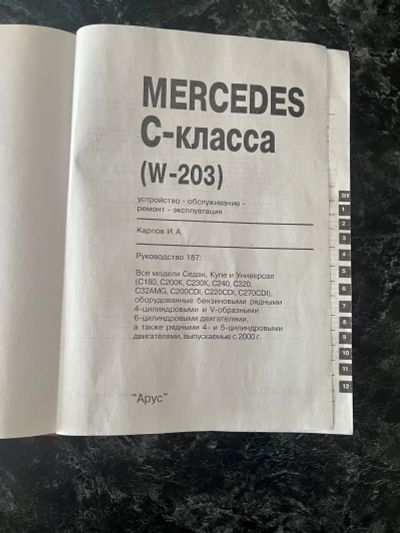 MERCEDES
С-класса
(W-203)
устройство - обслуживание -
ремонт - эксплуатация
Карпов И.А.
Руководство 187:
Все модели Седан, Купе и Универсал
(C180, C200K, C230K, C240, C320,
C32AMG, C200CDI, C220CDI, C270CDI),
оборудованные бензиновыми рядными
4-цилиндровыми и V-образными
6-цилиндровыми двигателями,
а также рядными 4- и 5-цилиндровыми
двигателями, выпускаемые с 2000 г.
"Арус"
ОУ
1
2
3
4
5
6
7
8
9
10
11
12